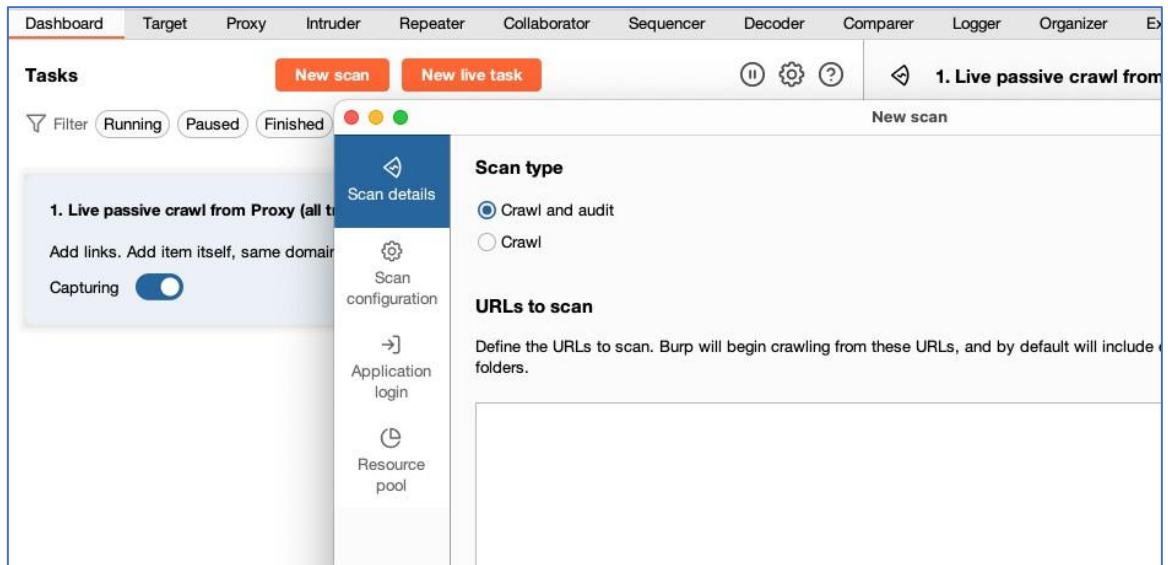 Dashboard Target Proxy Intruder Repeater Collaborator Sequencer Decoder Comparer Logger Organizer
Tasks New scan New live task 1. Live passive crawl from
Filter Running Paused Finished New scan
Scan details
Scan type
Crawl and audit
Crawl
1. Live passive crawl from Proxy (all
Add links. Add item itself, same
Capturing
Scan
configuration
URLs to scan
Define the URLs to scan. Burp will begin crawling from these URLs, and by default will include
folders.
Application
login
Resource
pool